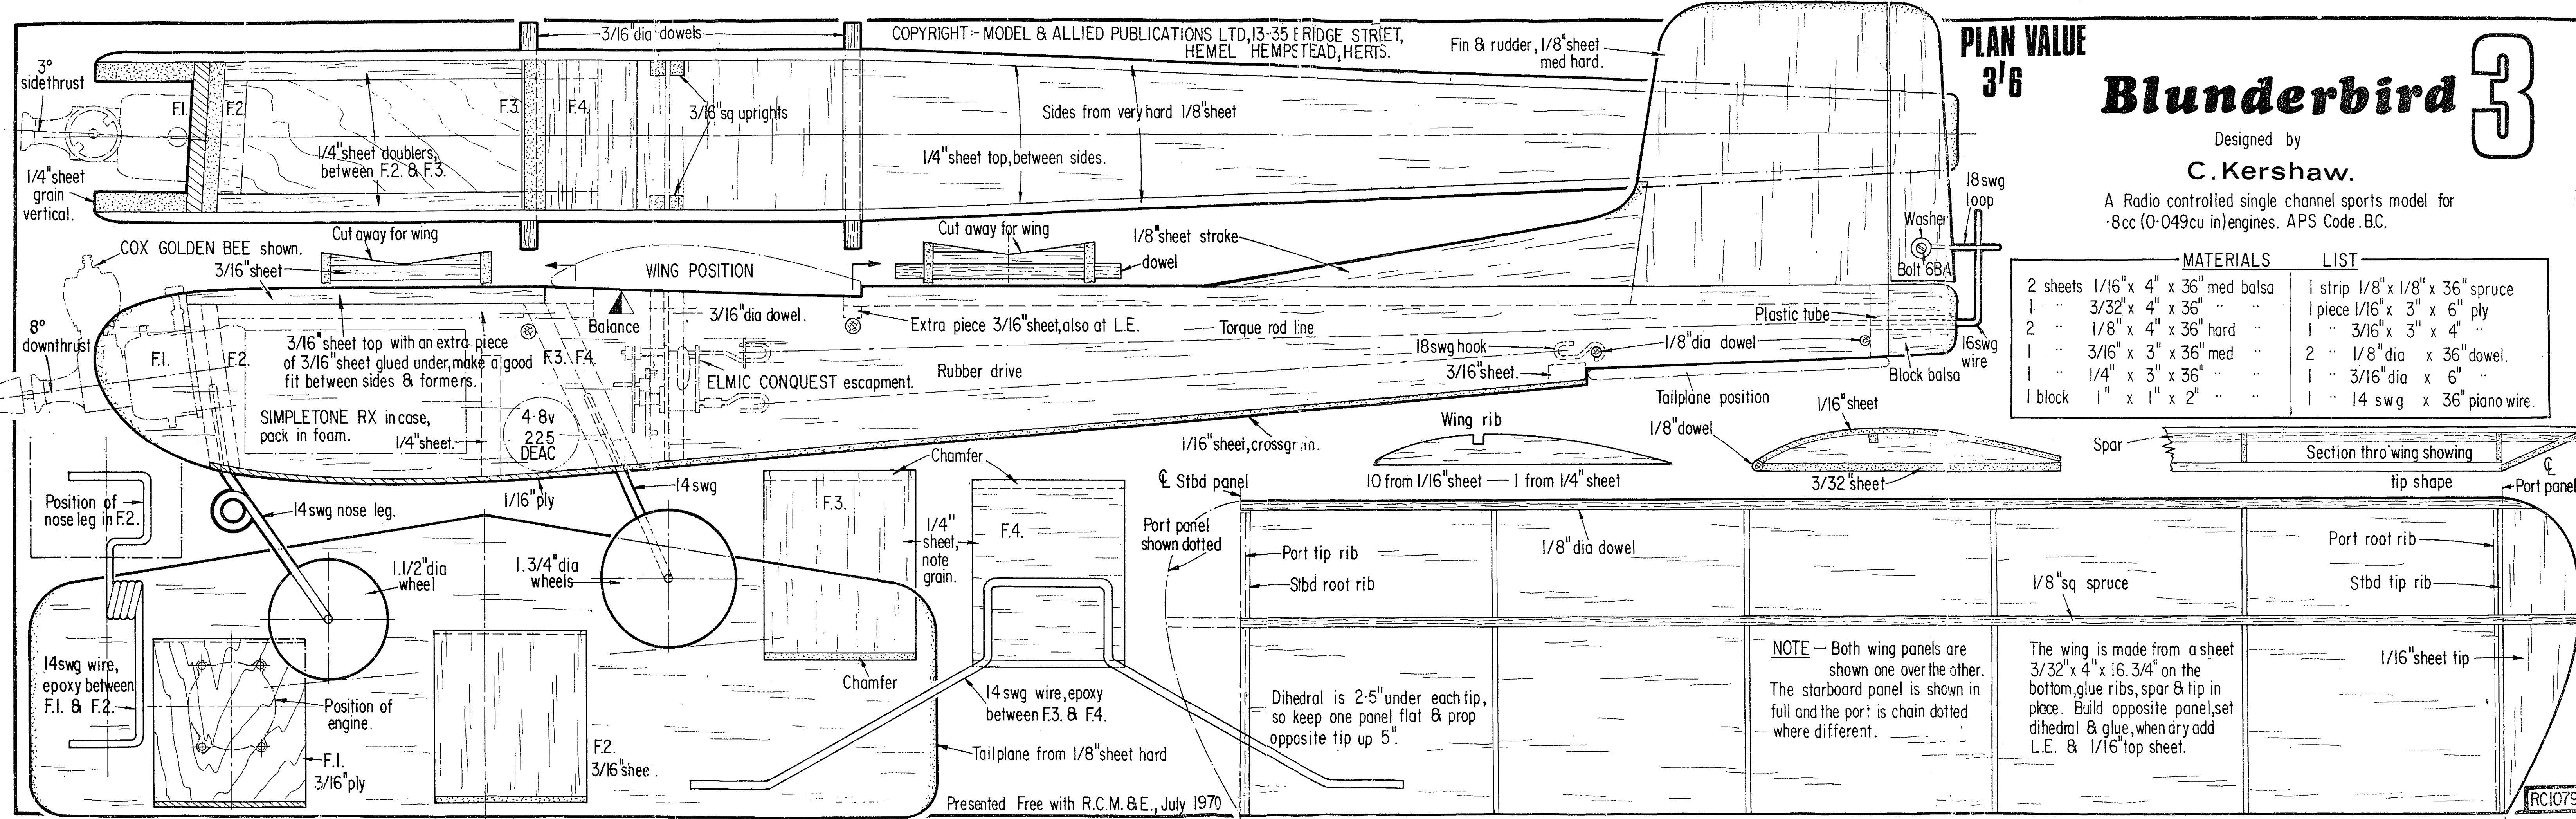 3/16" dia dowels
COPYRIGHT:- MODEL & ALLIED PUBLICATIONS LTD, 13-35 BRIDGE STREET,
HEMEL HEMPSTEAD, HERTS.
Fin & rudder, 1/8" sheet
med hard.
PLAN VALUE
3'6
Blunderbird 3
Designed by
C. Kershaw.
A Radio controlled single channel sports model for
·8cc (0·049cu in) engines. APS Code. B.C.
3°
sidethrust
F.1.
F.2.
F.3.
F.4.
3/16" sq uprights
Sides from very hard 1/8" sheet
1/4" sheet doublers,
between F.2. & F.3.
1/4" sheet top, between sides.
1/4" sheet
grain
vertical.
18 swg
loop
Washer
Bolt 6BA
COX GOLDEN BEE shown.
Cut away for wing
3/16" sheet
WING POSITION
Cut away for wing
1/8" sheet strake
dowel
MATERIALS LIST
2 sheets 1/16" x 4" x 36" med balsa
1 " 3/32" x 4" x 36" " "
2 " 1/8" x 4" x 36" hard "
1 " 3/16" x 3" x 36" med "
1 " 1/4" x 3" x 36" " "
1 block 1" x 1" x 2" " "
1 strip 1/8" x 1/8" x 36" spruce
1 piece 1/16" x 3" x 6" ply
1 " 3/16" x 3" x 4" "
2 " 1/8" dia x 36" dowel.
1 " 3/16" dia x 6" "
1 " 14 swg x 36" piano wire.
8°
downthrust
F.1.
F.2.
3/16" sheet top with an extra piece
of 3/16" sheet glued under, make a good
fit between sides & formers.
F.3.
F.4.
Balance
3/16" dia dowel.
Extra piece 3/16" sheet, also at L.E.
Torque rod line
Plastic tube
18 swg hook
1/8" dia dowel
16 swg
wire
3/16" sheet.
Block balsa
ELMIC CONQUEST escapment.
Rubber drive
Tailplane position
SIMPLETONE RX in case,
pack in foam.
1/4" sheet.
4·8v
225
DEAC
1/16" sheet, crossgrain.
Wing rib
10 from 1/16" sheet — 1 from 1/4" sheet
1/16" sheet
1/8" dowel
3/32" sheet
Spar
Section thro' wing showing
tip shape
℄
Port panel
Position of
nose leg in F.2.
14 swg nose leg.
1/16" ply
14 swg
Chamfer
F.3.
1/4"
sheet,
note
grain.
F.4.
℄ Stbd panel
Port panel
shown dotted
Port tip rib
Stbd root rib
1/8" dia dowel
Port root rib
Stbd tip rib
1/8" sq spruce
1.1/2" dia
wheel
1.3/4" dia
wheels
Chamfer
14swg wire,
epoxy between
F.1. & F.2.
Position of
engine.
F.1.
3/16" ply
F.2.
3/16" shee
14 swg wire, epoxy
between F.3. & F.4.
Tailplane from 1/8" sheet hard
Dihedral is 2·5" under each tip,
so keep one panel flat & prop
opposite tip up 5".
NOTE — Both wing panels are
shown one over the other.
The starboard panel is shown in
full and the port is chain dotted
where different.
The wing is made from a sheet
3/32" x 4" x 16.3/4" on the
bottom, glue ribs, spar & tip in
place. Build opposite panel, set
dihedral & glue, when dry add
L.E. & 1/16" top sheet.
1/16" sheet tip
Presented Free with R.C.M. & E., July 1970
RC1079